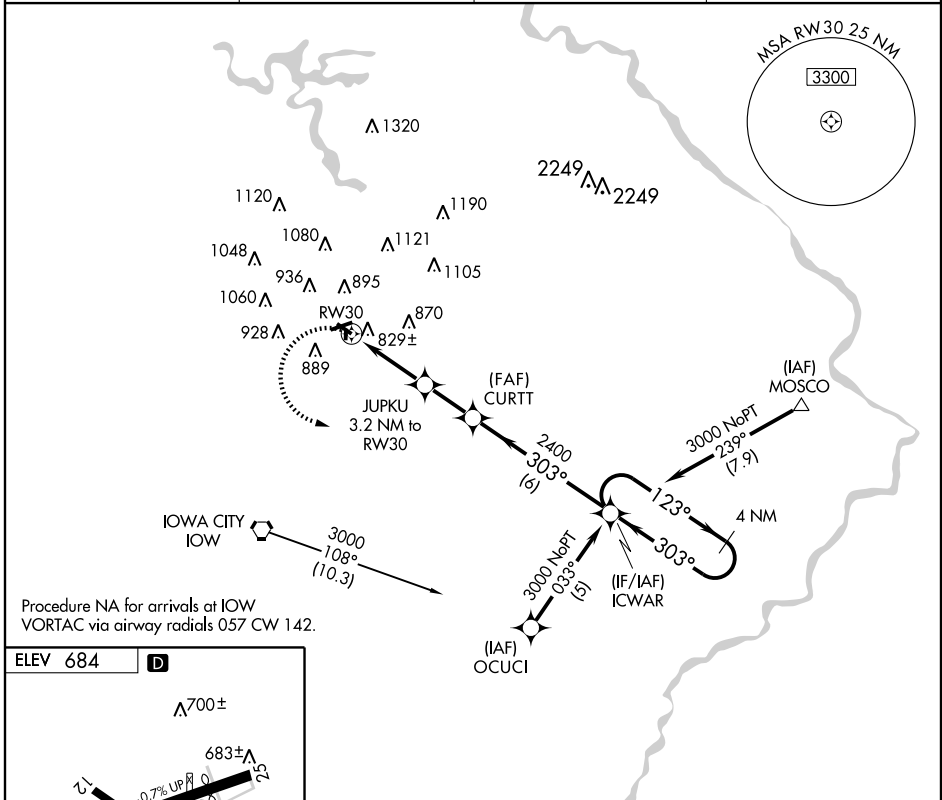 MSA RW30 25 NM
3300
1320
2249
2249
1120
1190
1080
1121
1048
1105
936
895
1060
RW30
870
928
829±
889
(FAF)
CURTT
(IAF)
MOSCO
JUPKU
3.2 NM to
RW30
3000 NoPT
239°
(7.9)
2400
303°
(6)
123°
4 NM
303°
IOWA CITY
IOW
3000
108°
(10.3)
3000 NoPT
033°
(5)
(IF/IAF)
ICWAR
Procedure NA for arrivals at IOW
VORTAC via airway radials 057 CW 142.
(IAF)
OCUCI
ELEV 684
D
700±
683±
25
12
0.7% UP